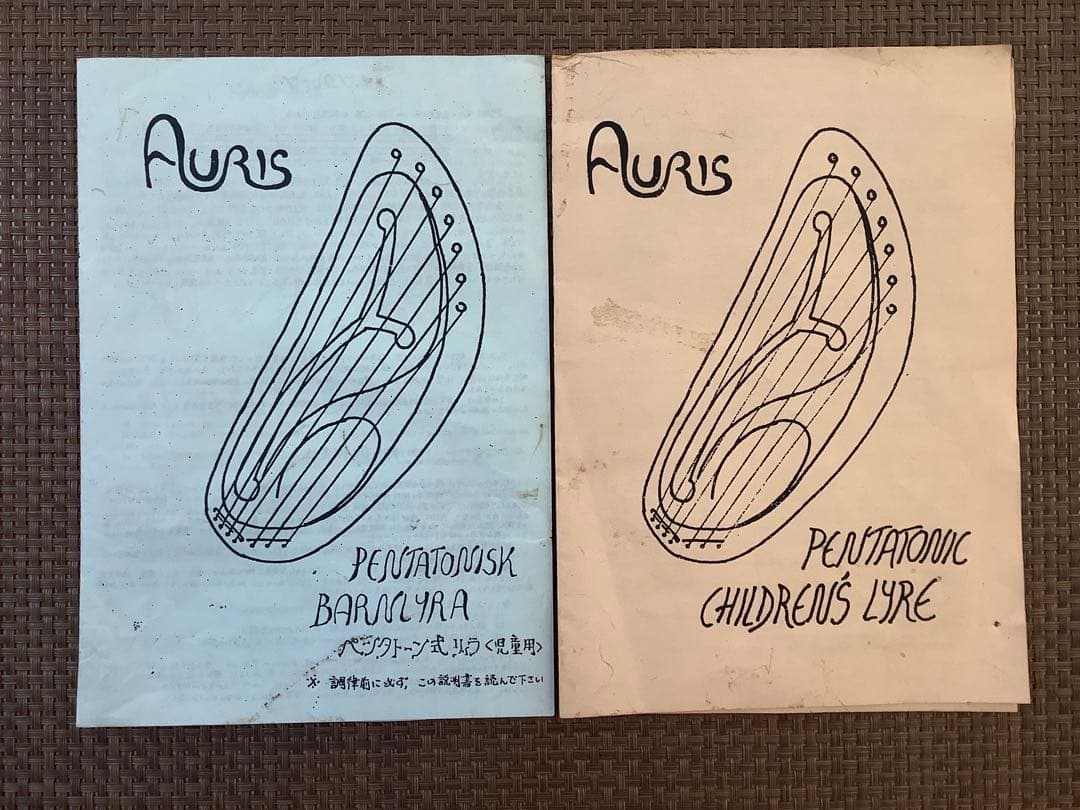 AURIS
PENTATONISK
BARNLYRA
ペンタトーン式リュラ〈児童用〉
※ 調律前に必ず，この説明書を読んで下さい
AURIS
PENTATONIC
CHILDREN'S LYRE